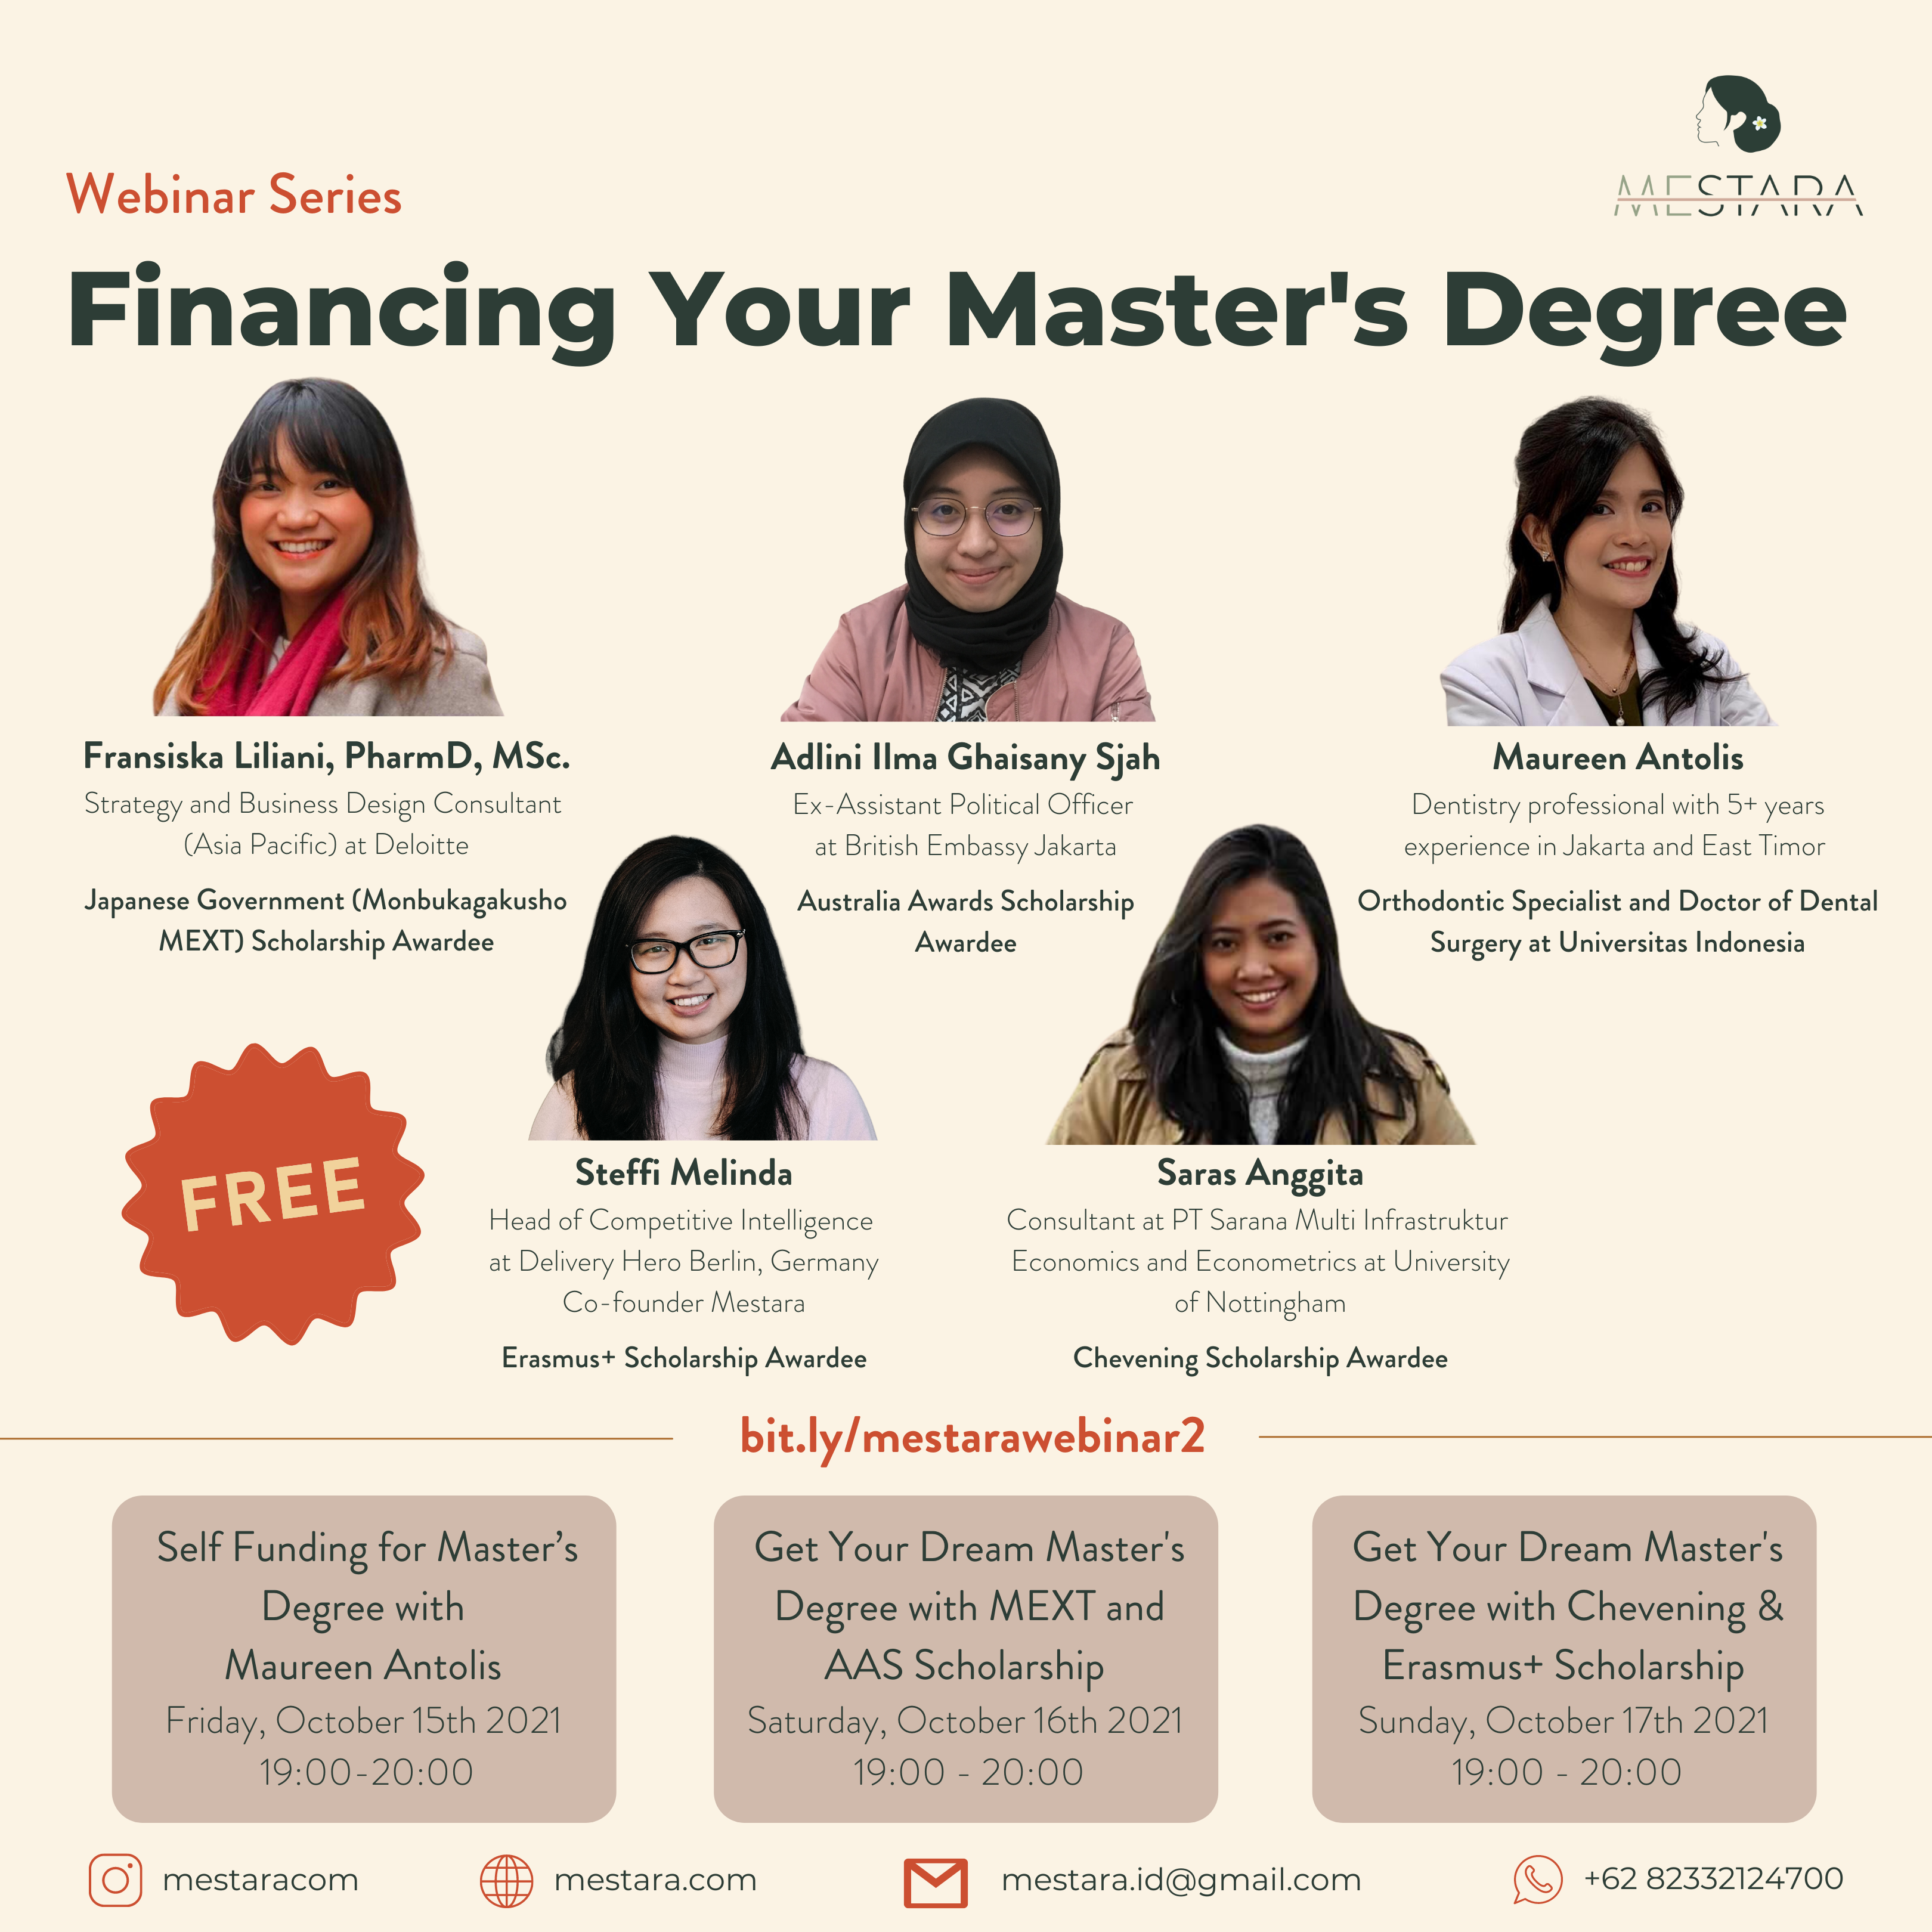 Webinar Series
MESTARA
Financing Your Master's Degree
Fransiska Liliani, PharmD, MSc.
Strategy and Business Design Consultant
(Asia Pacific) at Deloitte
Japanese Government (Monbukagakusho
MEXT) Scholarship Awardee
Adlini Ilma Ghaisany Sjah
Ex-Assistant Political Officer
at British Embassy Jakarta
Australia Awards Scholarship
Awardee
Maureen Antolis
Dentistry professional with 5+ years
experience in Jakarta and East Timor
Orthodontic Specialist and Doctor of Dental
Surgery at Universitas Indonesia
FREE
Steffi Melinda
Head of Competitive Intelligence
at Delivery Hero Berlin, Germany
Co-founder Mestara
Erasmus+ Scholarship Awardee
Saras Anggita
Consultant at PT Sarana Multi Infrastruktur
Economics and Econometrics at University
of Nottingham
Chevening Scholarship Awardee
bit.ly/mestarawebinar2
Self Funding for Master’s
Degree with
Maureen Antolis
Friday, October 15th 2021
19:00-20:00
Get Your Dream Master's
Degree with MEXT and
AAS Scholarship
Saturday, October 16th 2021
19:00 - 20:00
Get Your Dream Master's
Degree with Chevening &
Erasmus+ Scholarship
Sunday, October 17th 2021
19:00 - 20:00
mestaracom
mestara.com
mestara.id@gmail.com
+62 82332124700